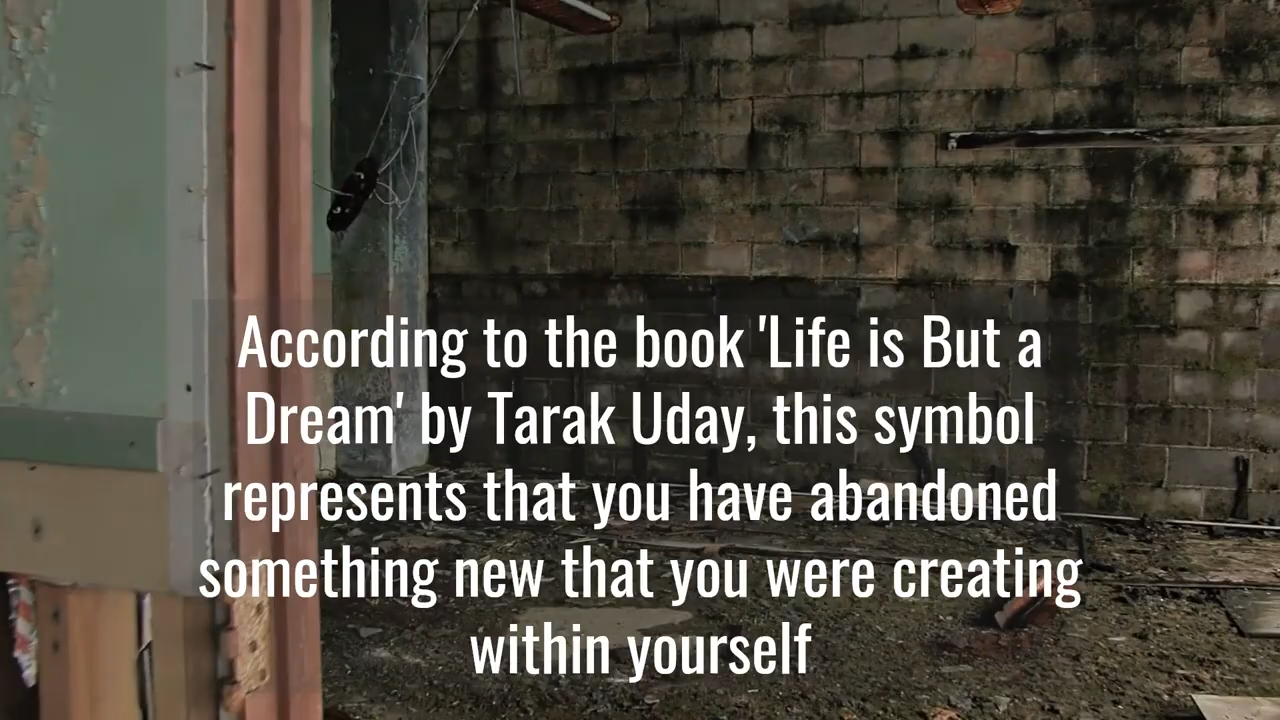 According to the book 'Life is But a
Dream' by Tarak Uday, this symbol
represents that you have abandoned
something new that you were creating
within yourself